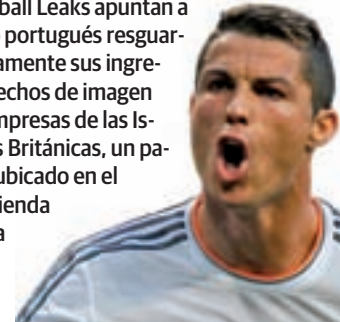 ball Leaks apuntan a
portugués resguar-
amente sus ingre-
echos de imagen
mpresas de las Is-
s Británicas, un pa-
ubicado en el
ienda
a